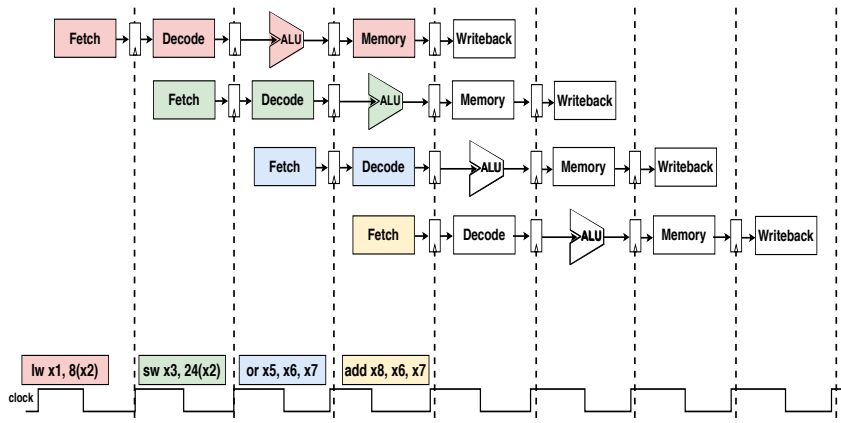 Fetch Decode ALU Memory Writeback
Fetch Decode ALU Memory Writeback
Fetch Decode ALU Memory Writeback
Fetch Decode ALU Memory Writeback
lw x1, 8(x2) sw x3, 24(x2) or x5, x6, x7 add x8, x6, x7
clock